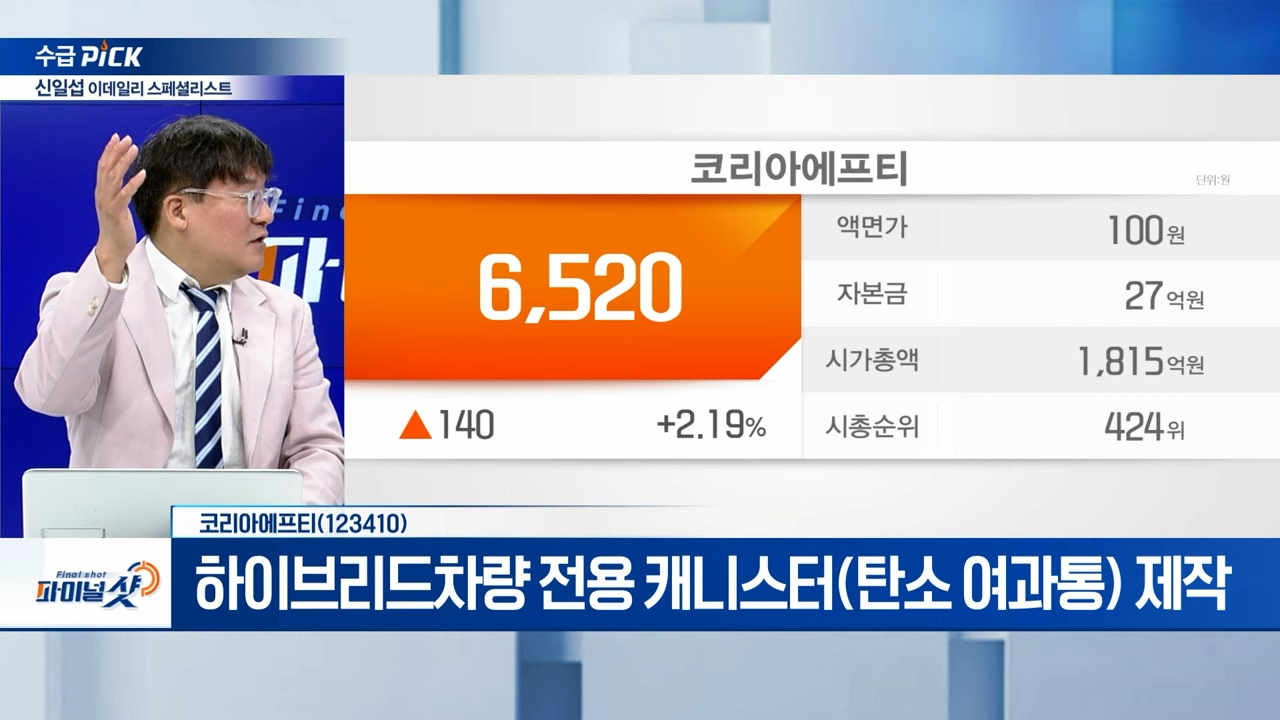 수급 PiCK
신일섭 이데일리 스페셜리스트
Fina
파
코리아에프티
단위:원
6,520
▲140 +2.19%
액면가 100원
자본금 27억원
시가총액 1,815억원
시총순위 424위
코리아에프티(123410)
Final shot
파이널샷
하이브리드차량 전용 캐니스터(탄소 여과통) 제작